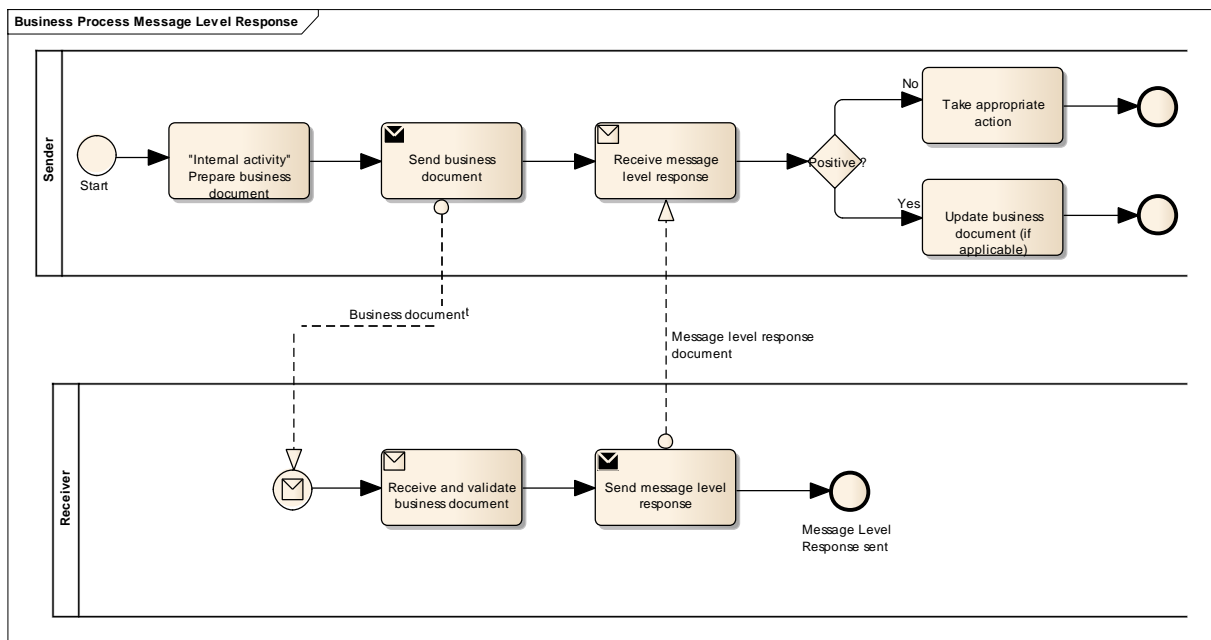 Business Process Message Level Response
Sender
Start
"Internal activity"
Prepare business
document
Send business
document
Receive message
level response
Positive ?
No
Take appropriate
action
Yes
Update business
document (if
applicable)
Business document
t
Message level response
document
Receiver
Receive and validate
business document
Send message level
response
Message Level
Response sent